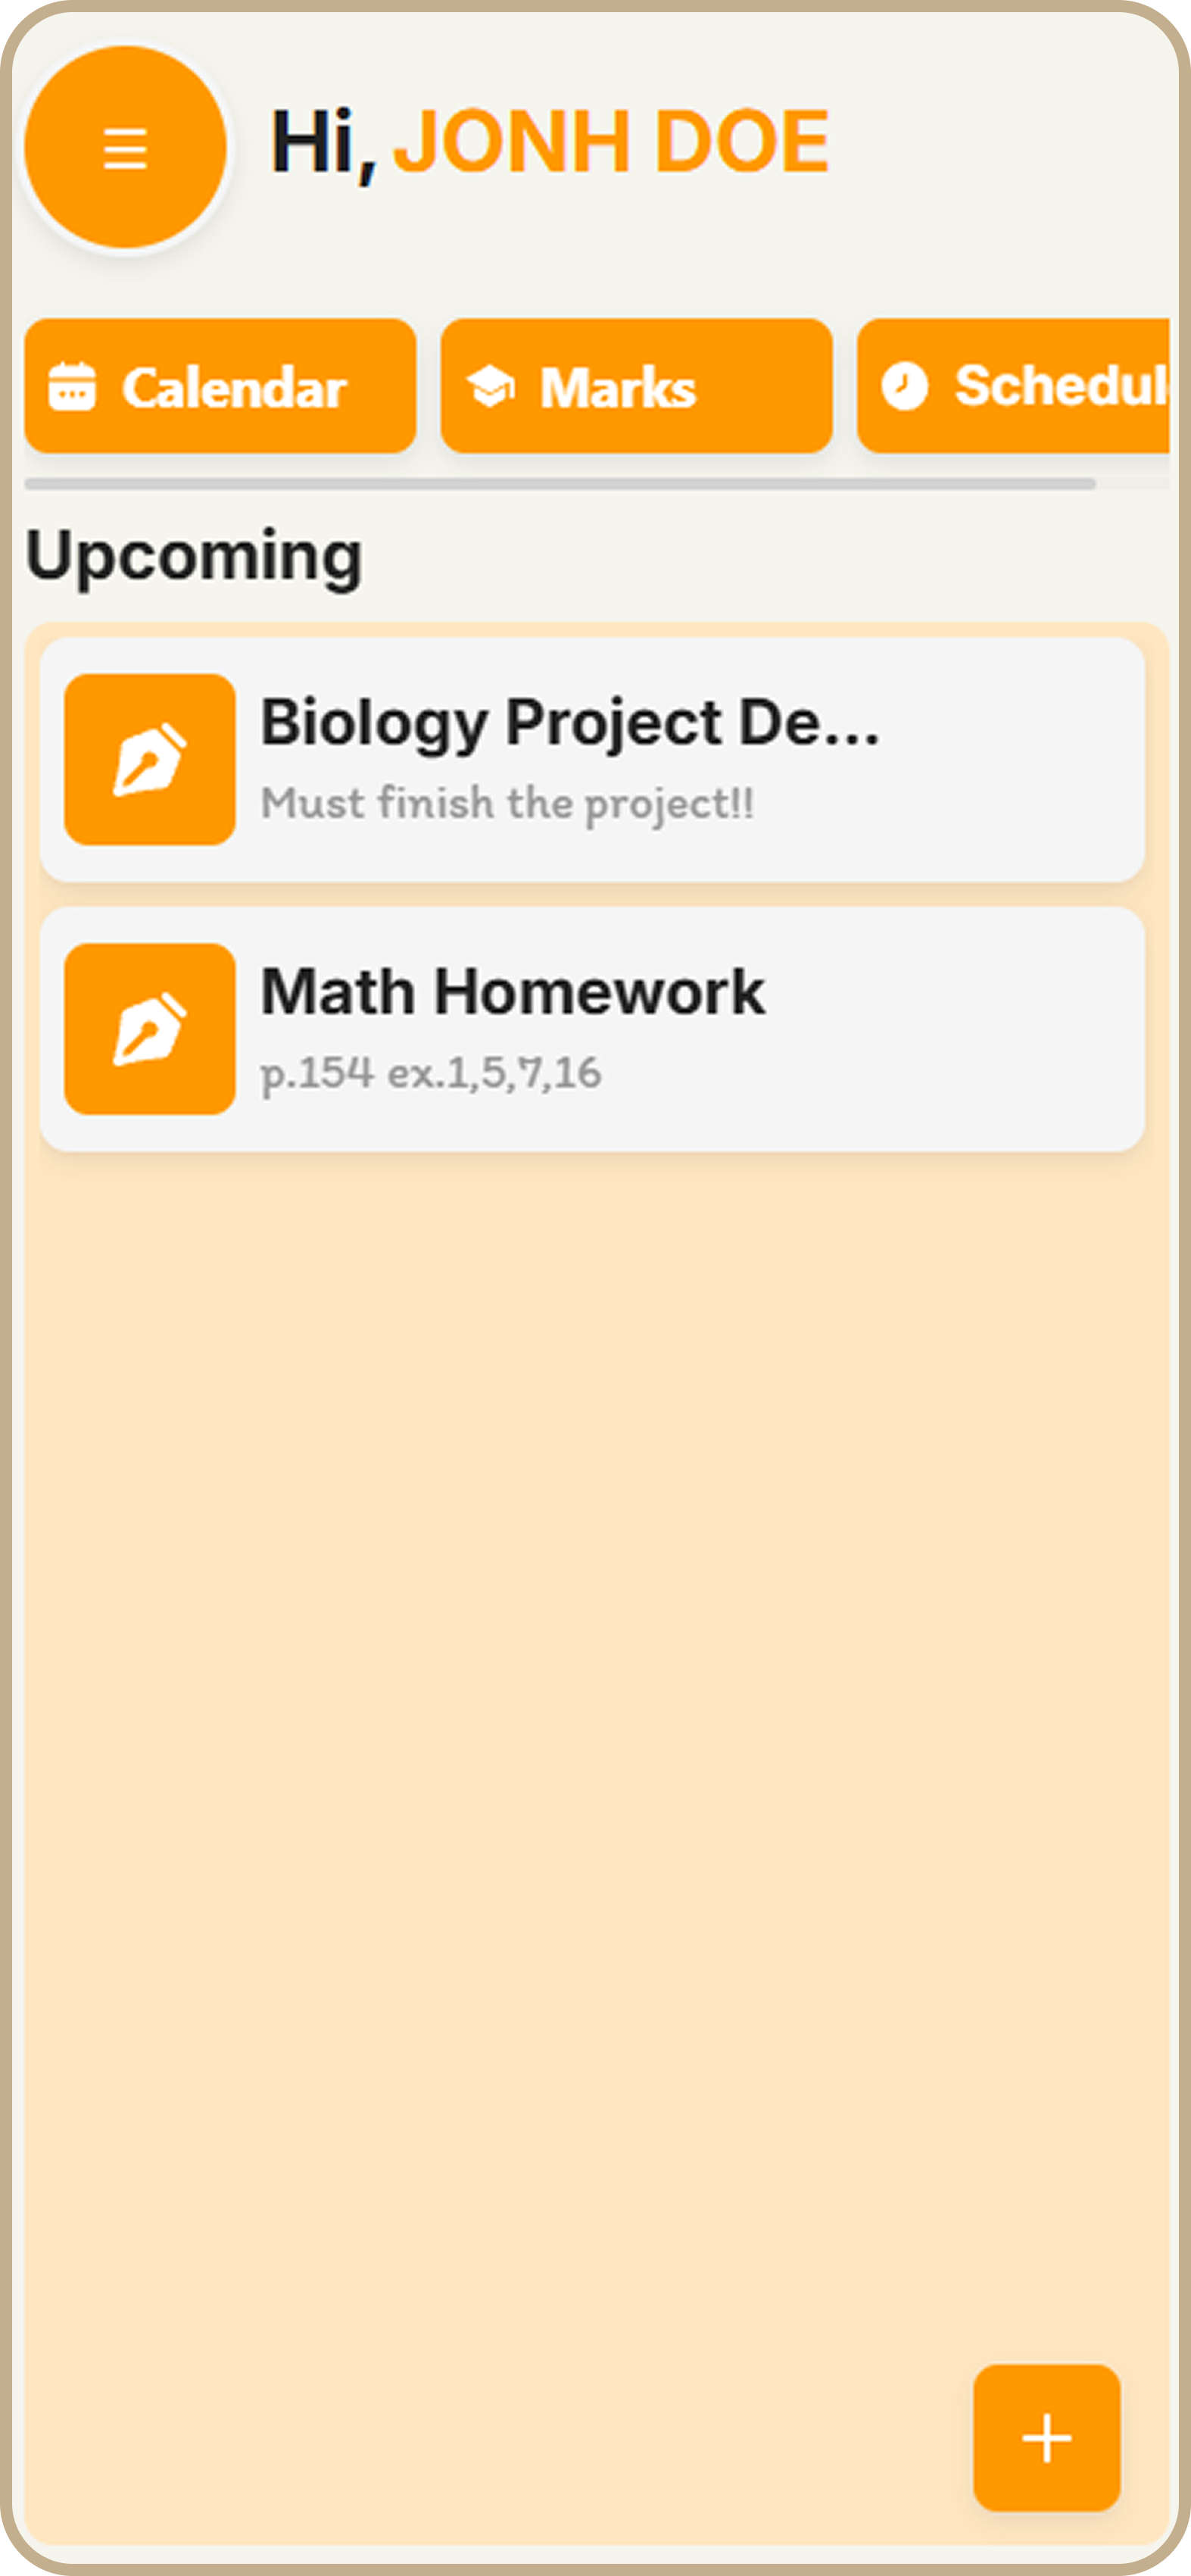 Hi, JONH DOE
Calendar Marks Schedul
Upcoming
Biology Project De...
Must finish the project!!
Math Homework
p.154 ex.1,5,7,16